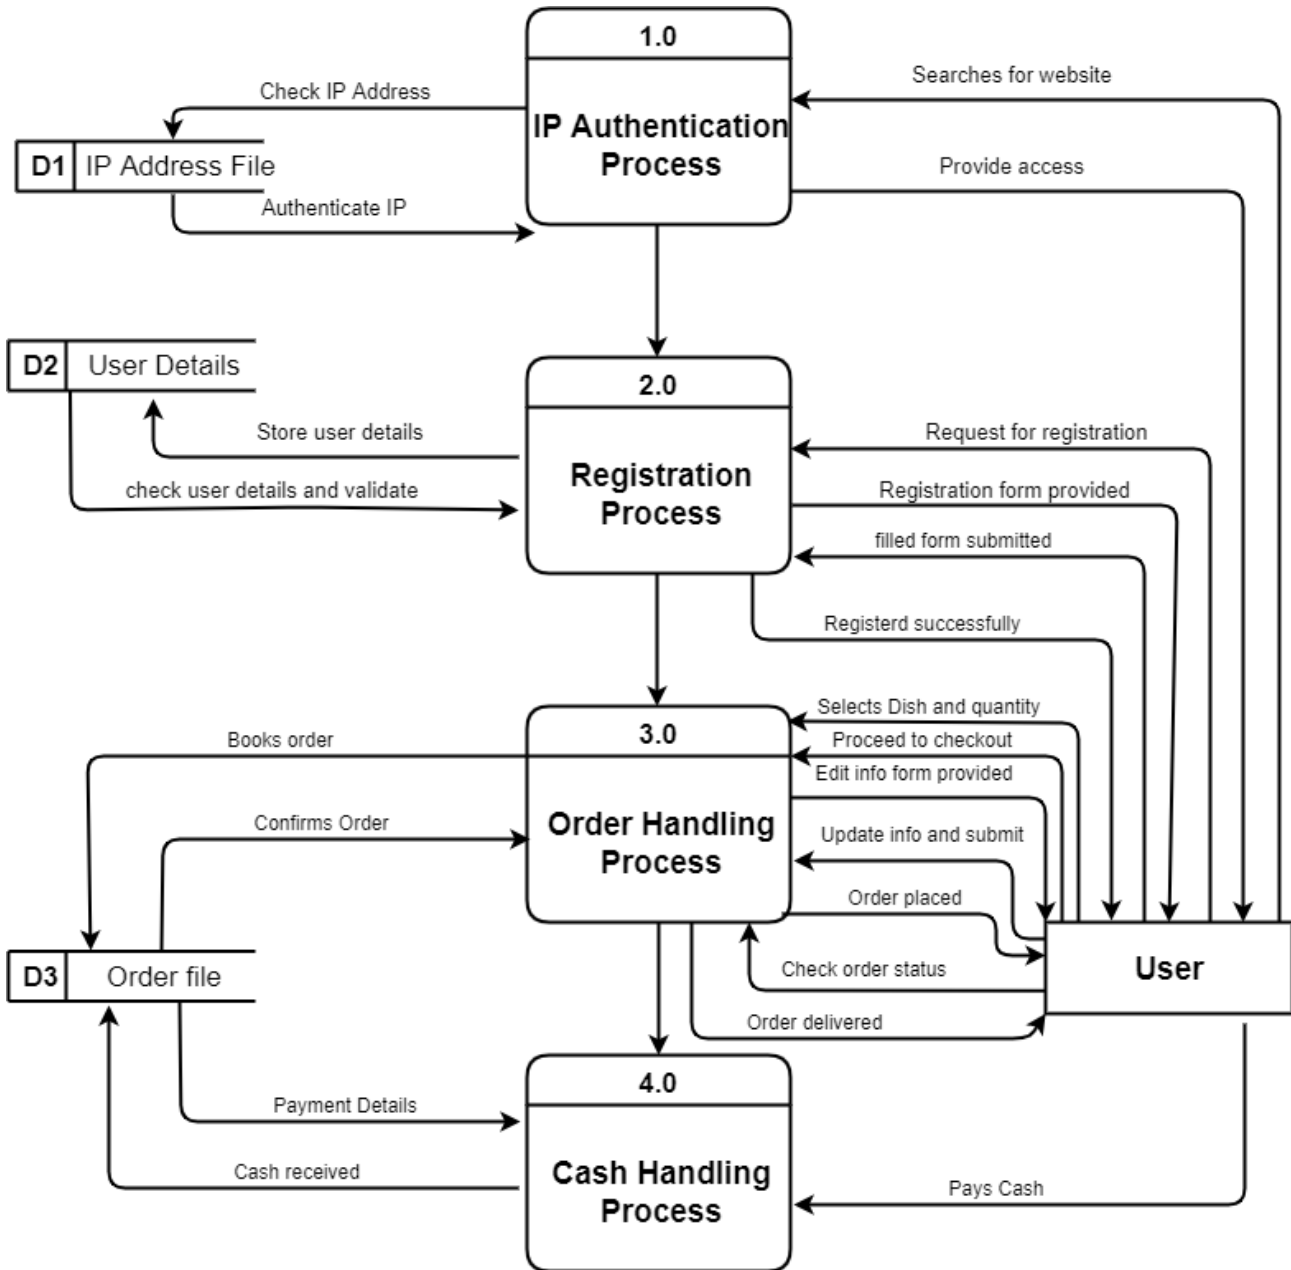 1.0
Searches for website
Check IP Address
IP Authentication
Process
D1 IP Address File
Provide access
Authenticate IP
D2 User Details
2.0
Store user details
Request for registration
Registration
Process
check user details and validate
Registration form provided
filled form submitted
Registerd successfully
Selects Dish and quantity
3.0
Books order
Proceed to checkout
Edit info form provided
Confirms Order
Order Handling
Process
Update info and submit
Order placed
D3 Order file
Check order status
User
Order delivered
4.0
Payment Details
Cash received
Cash Handling
Process
Pays Cash